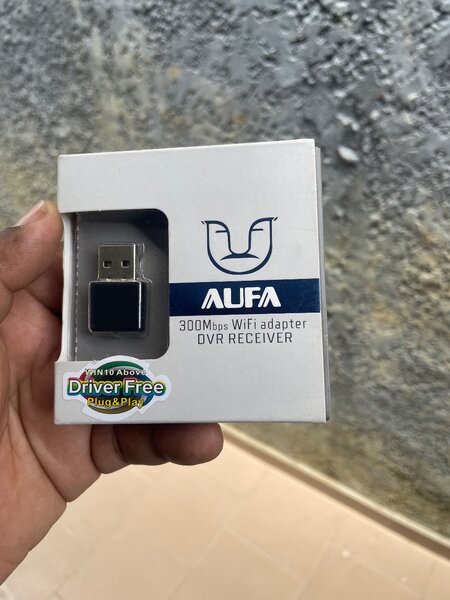 AUFA
300Mbps WiFi adapter
DVR RECEIVER
WIN10 Above
Driver Free
Plug&Play